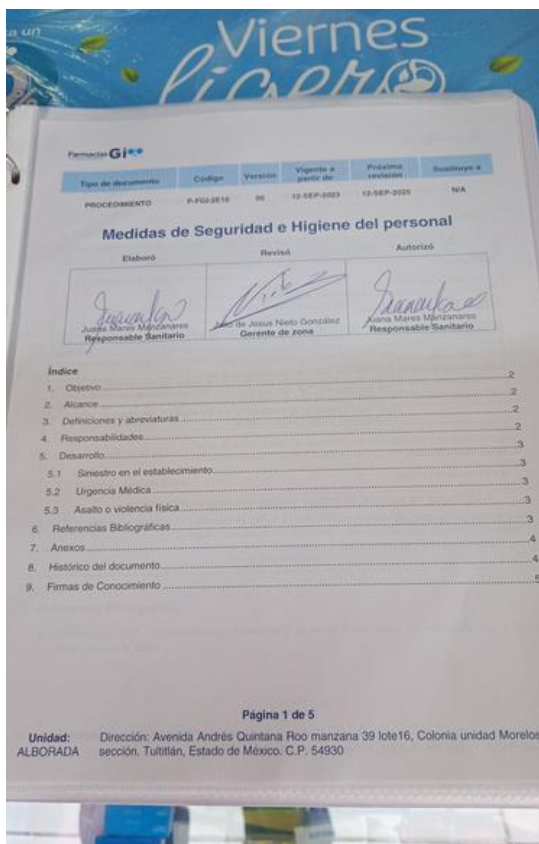 Viernes
ligero
Farmacias Gi
Tipo de documento Código Versión Vigente a partir de Próxima revisión Sustituye a
PROCEDIMIENTO P-FGI-2E16 00 12-SEP-2023 12-SEP-2025 N/A
Medidas de Seguridad e Higiene del personal
Elaboró Revisó Autorizó
Juana Mares Manzanares de Jesus Nieto González Juana Mares Manzanares
Responsable Sanitario Gerente de zona Responsable Sanitario
Índice
1. Objetivo 2
2. Alcance 2
3. Definiciones y abreviaturas 2
4. Responsabilidades 2
5. Desarrollo 3
5.1 Siniestro en el establecimiento 3
5.2 Urgencia Médica 3
5.3 Asalto o violencia física 3
6. Referencias Bibliográficas 3
7. Anexos 4
8. Histórico del documento 4
9. Firmas de Conocimiento 5
Página 1 de 5
Unidad: Dirección: Avenida Andrés Quintana Roo manzana 39 lote16, Colonia unidad Morelos
ALBORADA sección. Tultitlán, Estado de México. C.P. 54930